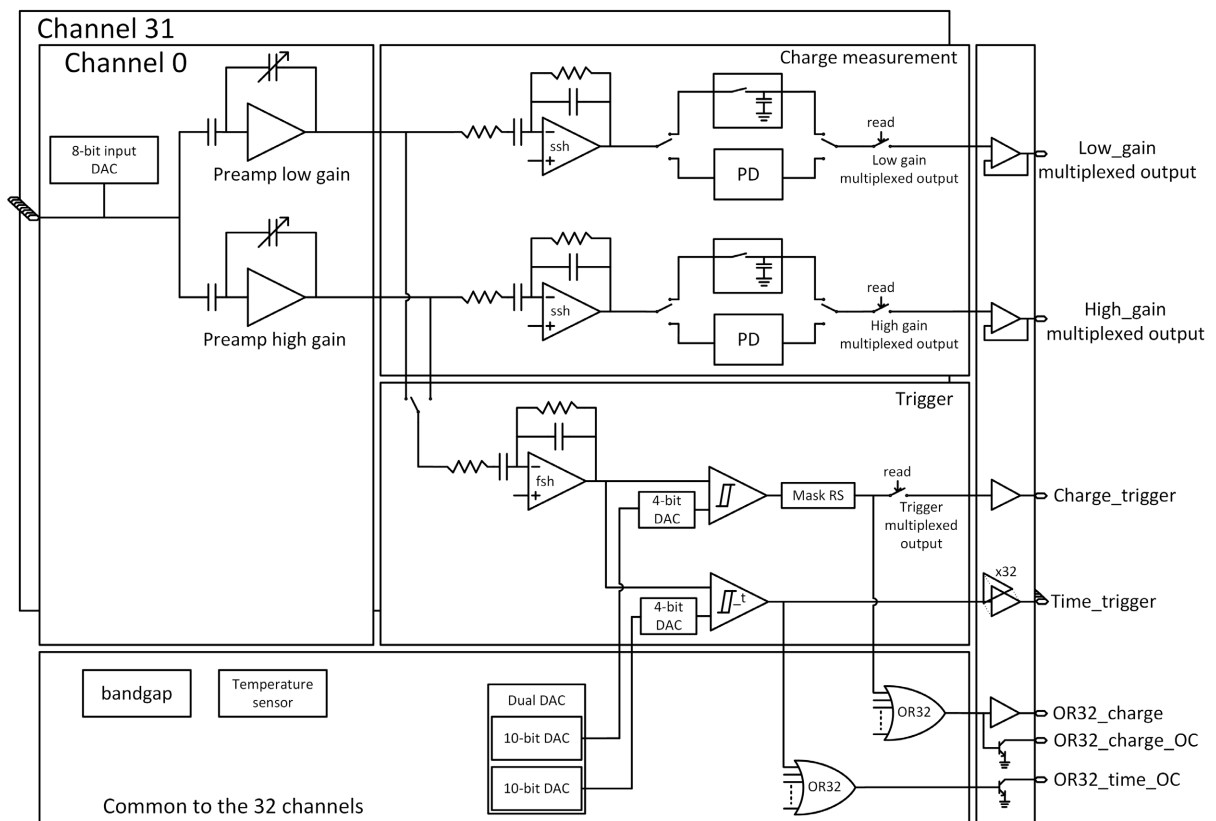 Channel 31
Channel 0
8-bit input
DAC
Preamp low gain
Preamp high gain
Charge measurement
ssh
PD
read
Low gain
multiplexed output
Low_gain
multiplexed output
ssh
PD
read
High gain
multiplexed output
High_gain
multiplexed output
Trigger
fsh
4-bit
DAC
Mask RS
read
Trigger
multiplexed
output
Charge_trigger
4-bit
DAC
_t
x32
Time_trigger
bandgap
Temperature
sensor
Dual DAC
10-bit DAC
10-bit DAC
OR32
OR32_charge
OR32_charge_OC
OR32
OR32_time_OC
Common to the 32 channels